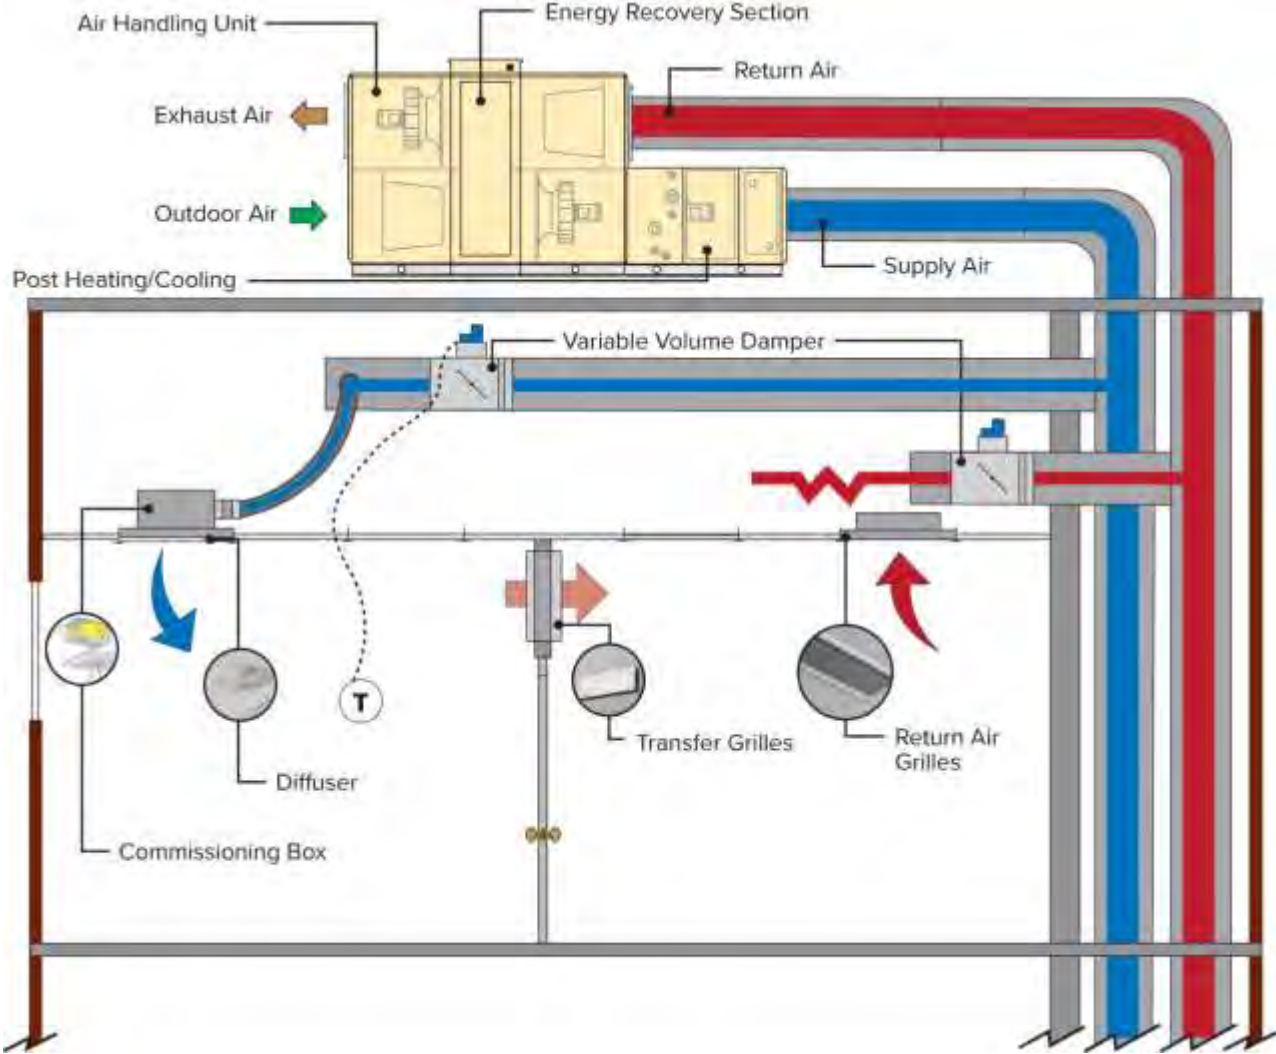 Energy Recovery Section
Air Handling Unit
Return Air
Exhaust Air
Outdoor Air
Supply Air
Post Heating/Cooling
Variable Volume Damper
T
Transfer Grilles
Return Air
Grilles
Diffuser
Commissioning Box